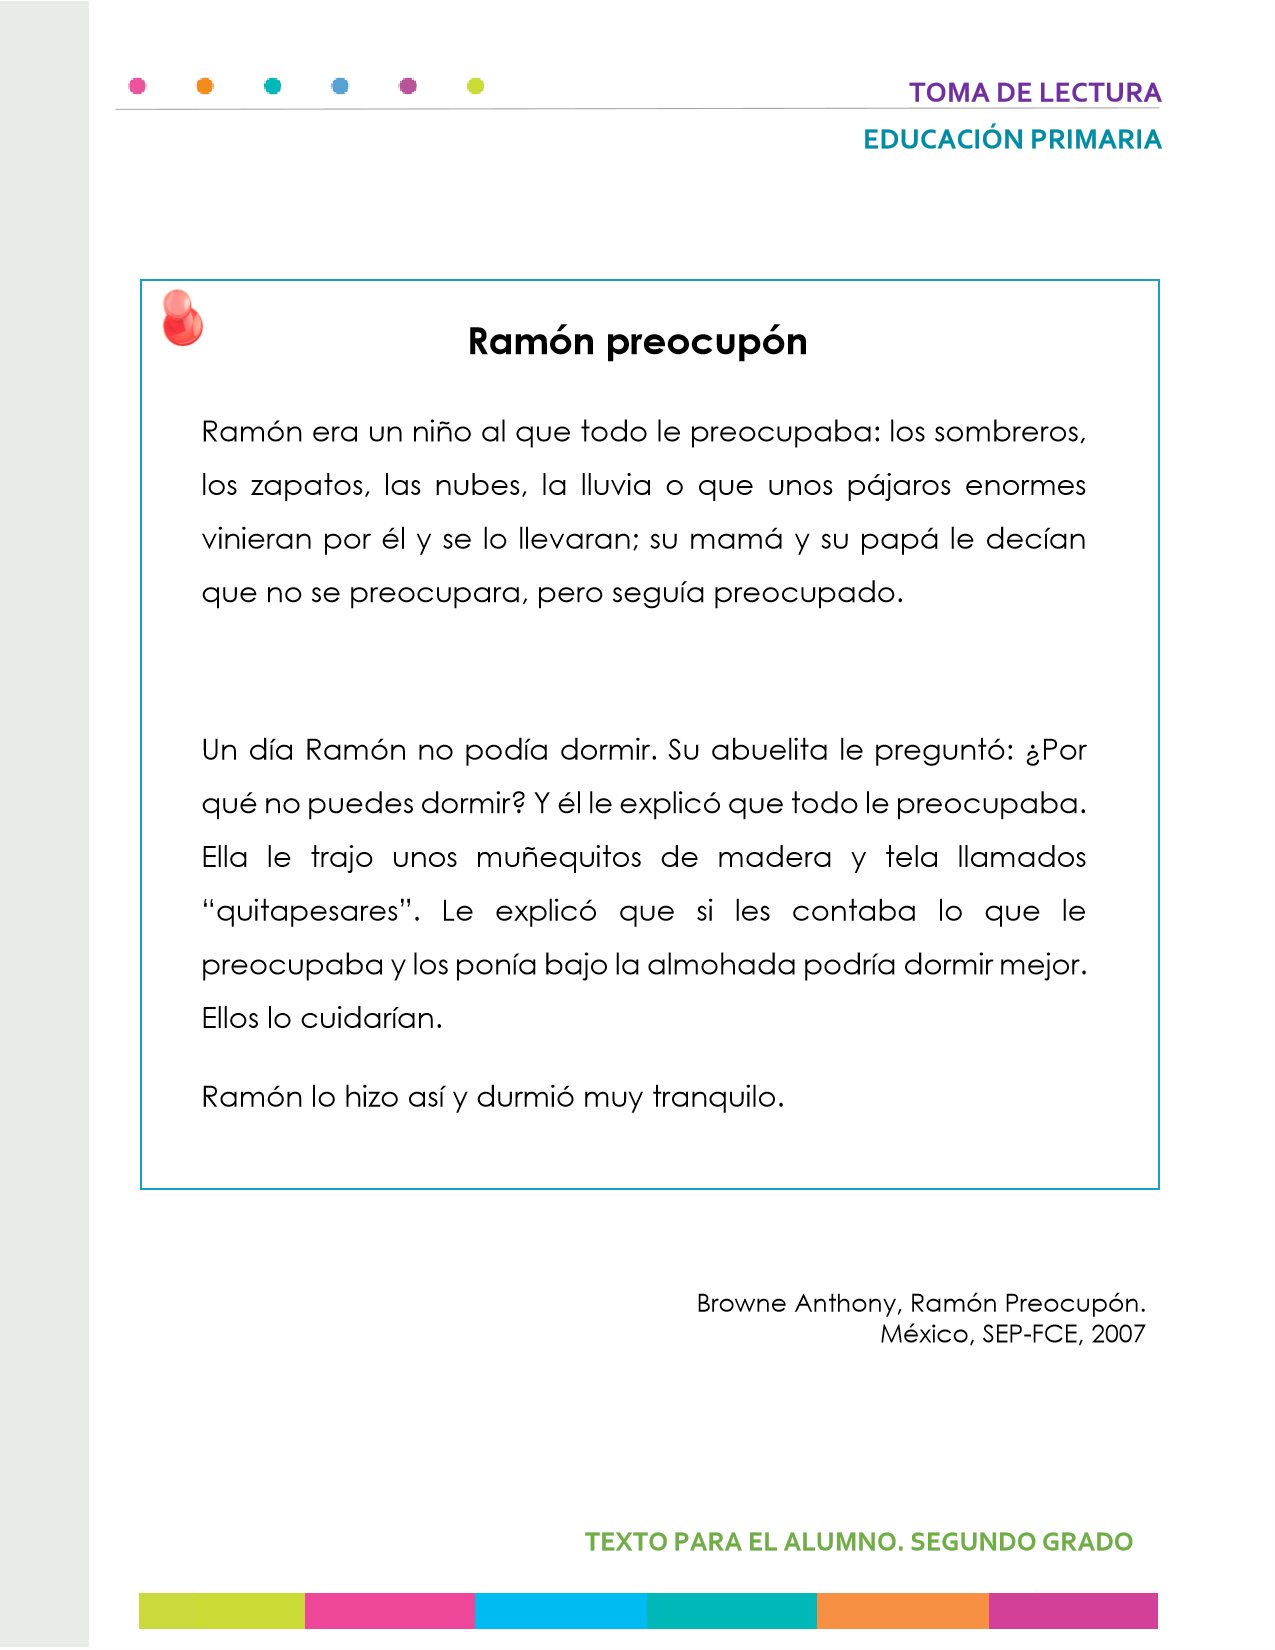 TOMA DE LECTURA
EDUCACIÓN PRIMARIA
Ramón preocupón
Ramón era un niño al que todo le preocupaba: los sombreros,
los zapatos, las nubes, la lluvia o que unos pájaros enormes
vinieran por él y se lo llevaran; su mamá y su papá le decían
que no se preocupara, pero seguía preocupado.
Un día Ramón no podía dormir. Su abuelita le preguntó: ¿Por
qué no puedes dormir? Y él le explicó que todo le preocupaba.
Ella le trajo unos muñequitos de madera y tela llamados
“quitapesares”. Le explicó que si les contaba lo que le
preocupaba y los ponía bajo la almohada podría dormir mejor.
Ellos lo cuidarían.
Ramón lo hizo así y durmió muy tranquilo.
Browne Anthony, Ramón Preocupón.
México, SEP-FCE, 2007
TEXTO PARA EL ALUMNO. SEGUNDO GRADO